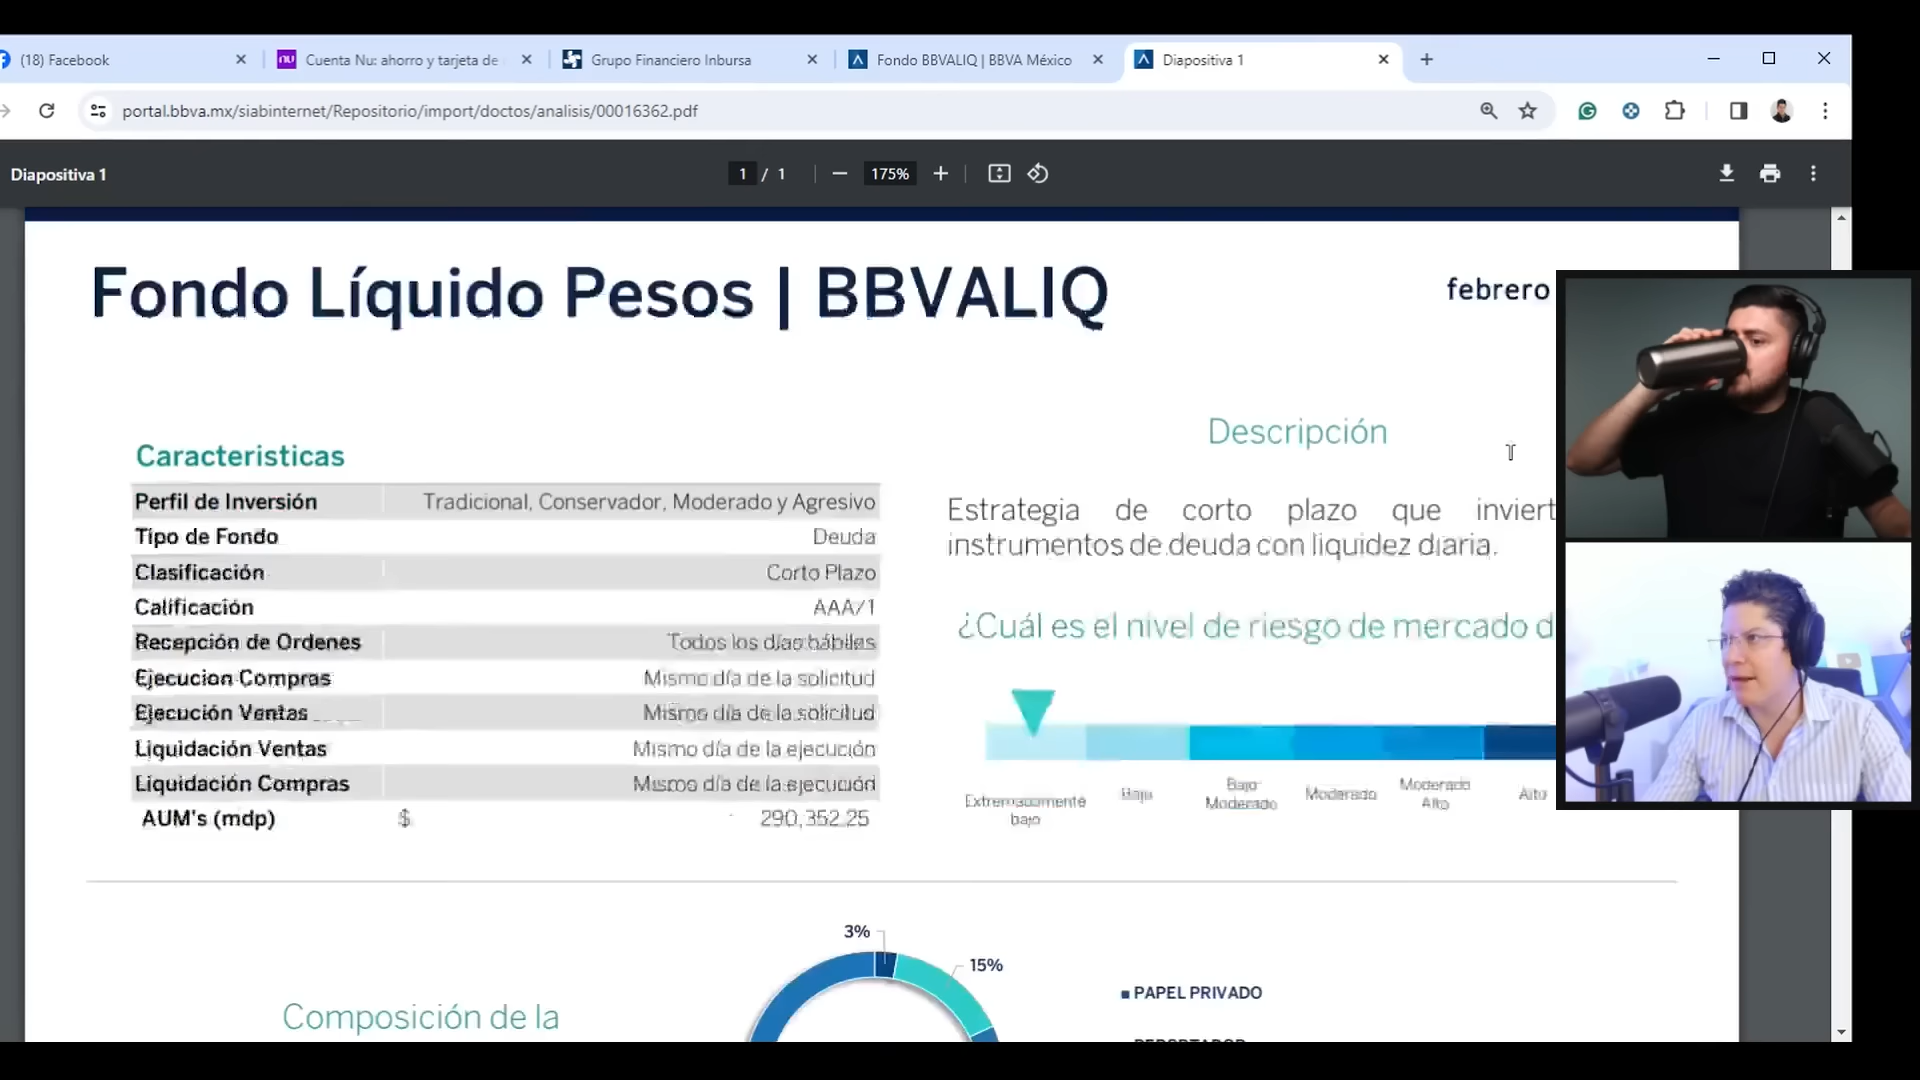 (18) Facebook
Cuenta Nu: ahorro y tarjeta de
Grupo Financiero Inbursa
Fondo BBVALIQ | BBVA México
Diapositiva 1
portal.bbva.mx/siabinternet/Repositorio/import/doctos/analisis/00016362.pdf
Diapositiva 1
1 / 1
175%
Fondo Líquido Pesos | BBVALIQ
febrero
Caracteristicas
Perfil de Inversión Tradicional, Conservador, Moderado y Agresivo
Tipo de Fondo Deuda
Clasificación Corto Plazo
Calificación AAA/1
Recepción de Ordenes Todos los días hábiles
Ejecucion Compras Mismo día de la solicitud
Ejecución Ventas Mismo día de la solicitud
Liquidación Ventas Mismo día de la ejecución
Liquidación Compras Mismo día de la ejecución
AUM's (mdp) $ 290,352.25
Descripción
Estrategia de corto plazo que inviert
instrumentos de deuda con liquidez diaria.
¿Cuál es el nivel de riesgo de mercado d
Extremadamente bajo
Bajo
Bajo Moderado
Moderado
Moderado Alto
Alto
Composición de la
3%
15%
PAPEL PRIVADO